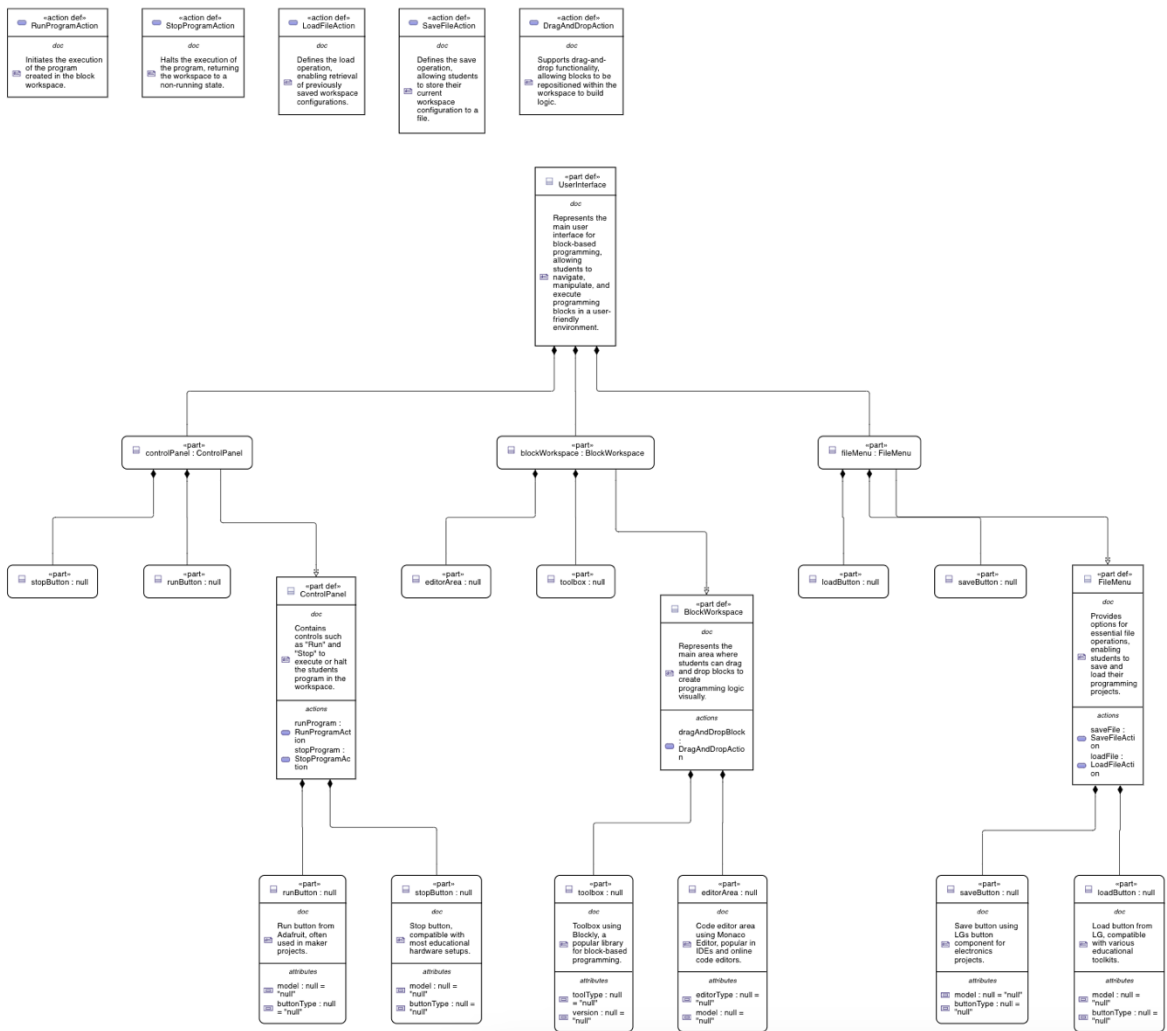 «action def»
RunProgramAction
doc
Initiates the execution
of the program
created in the block
workspace.
«action def»
StopProgramAction
doc
Halts the execution of
the program, returning
the workspace to a
non-running state.
«action def»
LoadFileAction
doc
Defines the load
operation,
enabling retrieval
of previously
saved workspace
configurations.
«action def»
SaveFileAction
doc
Defines the save
operation,
allowing students
to store their
current
workspace
configuration to a
file.
«action def»
DragAndDropAction
doc
Supports drag-and-
drop functionality,
allowing blocks to be
repositioned within the
workspace to build
logic.
«part def»
UserInterface
doc
Represents the
main user
interface for
block-based
programming,
allowing
students to
navigate,
manipulate, and
execute
programming
blocks in a user-
friendly
environment.
«part»
controlPanel : ControlPanel
«part»
blockWorkspace : BlockWorkspace
«part»
fileMenu : FileMenu
«part»
stopButton : null
«part»
runButton : null
«part def»
ControlPanel
doc
Contains
controls such
as "Run" and
"Stop" to
execute or halt
the students
program in the
workspace.
actions
runProgram :
RunProgramAct
ion
stopProgram :
StopProgramAc
tion
«part»
editorArea : null
«part»
toolbox : null
«part def»
BlockWorkspace
doc
Represents the
main area where
students can drag
and drop blocks to
create
programming logic
visually.
actions
dragAndDropBlock
:
DragAndDropActio
n
«part»
loadButton : null
«part»
saveButton : null
«part def»
FileMenu
doc
Provides
options for
essential file
operations,
enabling
students to
save and
load their
programming
projects.
actions
saveFile :
SaveFileActi
on
loadFile :
LoadFileActi
on
«part»
runButton : null
doc
Run button from
Adafruit, often
used in maker
projects.
attributes
model : null =
"null"
buttonType : null
= "null"
«part»
stopButton : null
doc
Stop button,
compatible with
most educational
hardware setups.
attributes
model : null =
"null"
buttonType : null =
"null"
«part»
toolbox : null
doc
Toolbox using
Blockly, a
popular library
for block-based
programming.
attributes
toolType : null
= "null"
version : null =
"null"
«part»
editorArea : null
doc
Code editor area
using Monaco
Editor, popular in
IDEs and online
code editors.
attributes
editorType : null =
"null"
model : null =
"null"
«part»
saveButton : null
doc
Save button using
LGs button
component for
electronics
projects.
attributes
model : null = "null"
buttonType : null =
"null"
«part»
loadButton : null
doc
Load button from
LG, compatible
with various
educational
toolkits.
attributes
model : null =
"null"
buttonType : null =
"null"